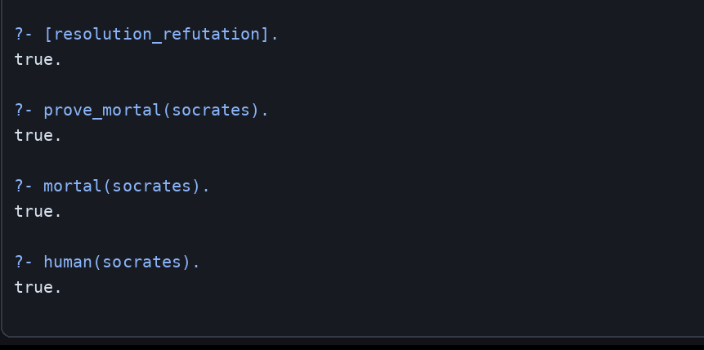 ?- [resolution_refutation].
true.
?- prove_mortal(socrates).
true.
?- mortal(socrates).
true.
?- human(socrates).
true.